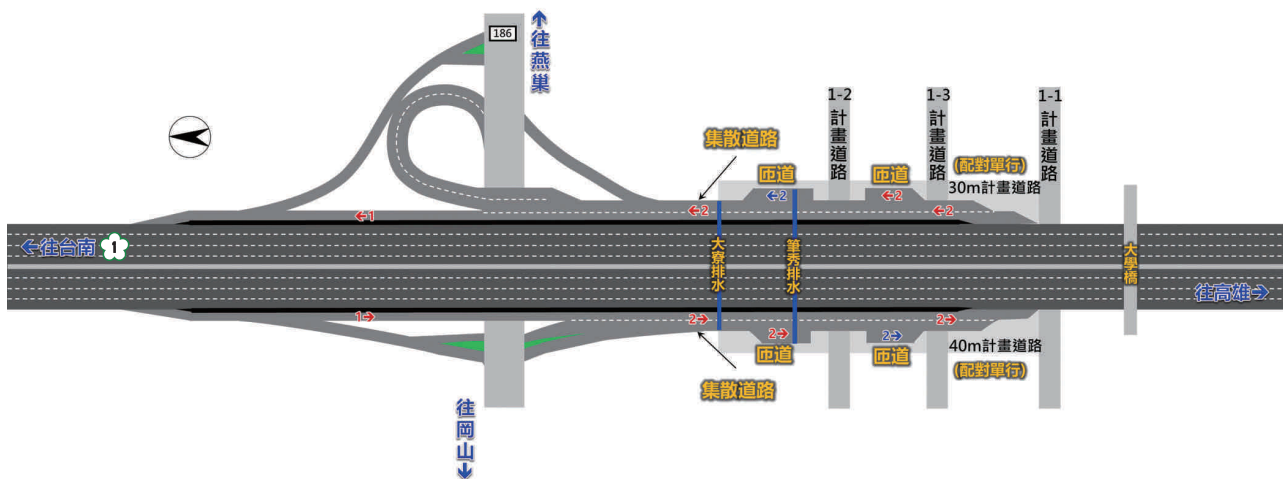 186
往燕巢
集散道路
匝道
匝道
1-2
計畫道路
1-3
計畫道路
1-1
計畫道路
(配對單行)
30m計畫道路
←1
←2
←2
←2
←2
←往台南
1
大寮排水
筆秀排水
大學橋
往高雄→
1→
2→
2→
2→
2→
匝道
匝道
40m計畫道路
(配對單行)
集散道路
往岡山